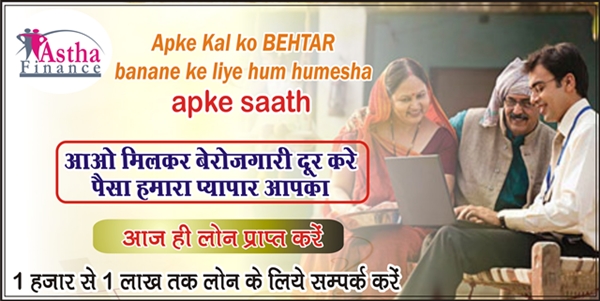 Astha
Finance
Apke Kal ko BEHTAR
banane ke liye hum humesha
apke saath
आओ मिलकर बेरोजगारी दूर करे
पैसा हमारा प्यापार आपका
आज ही लोन प्राप्त करें
1 हजार से 1 लाख तक लोन के लिये सम्पर्क करें